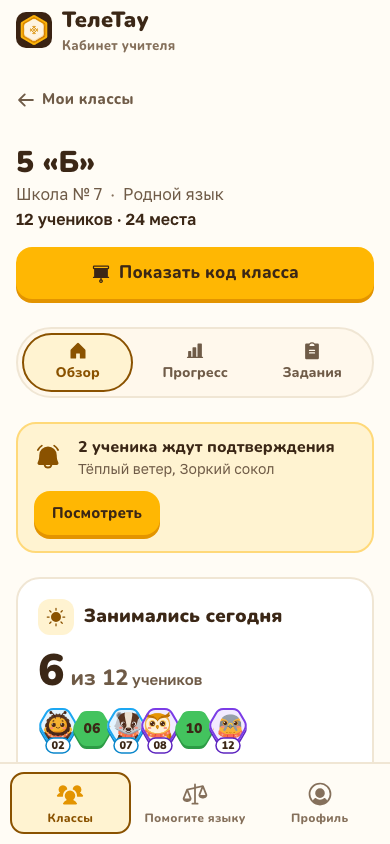 ТелеТау
Кабинет учителя
Мои классы
5 «Б»
Школа № 7 · Родной язык
12 учеников · 24 места
Показать код класса
Обзор
Прогресс
Задания
2 ученика ждут подтверждения
Тёплый ветер, Зоркий сокол
Посмотреть
Занимались сегодня
6 из 12 учеников
02 06 07 08 10 12
Классы
Помогите языку
Профиль